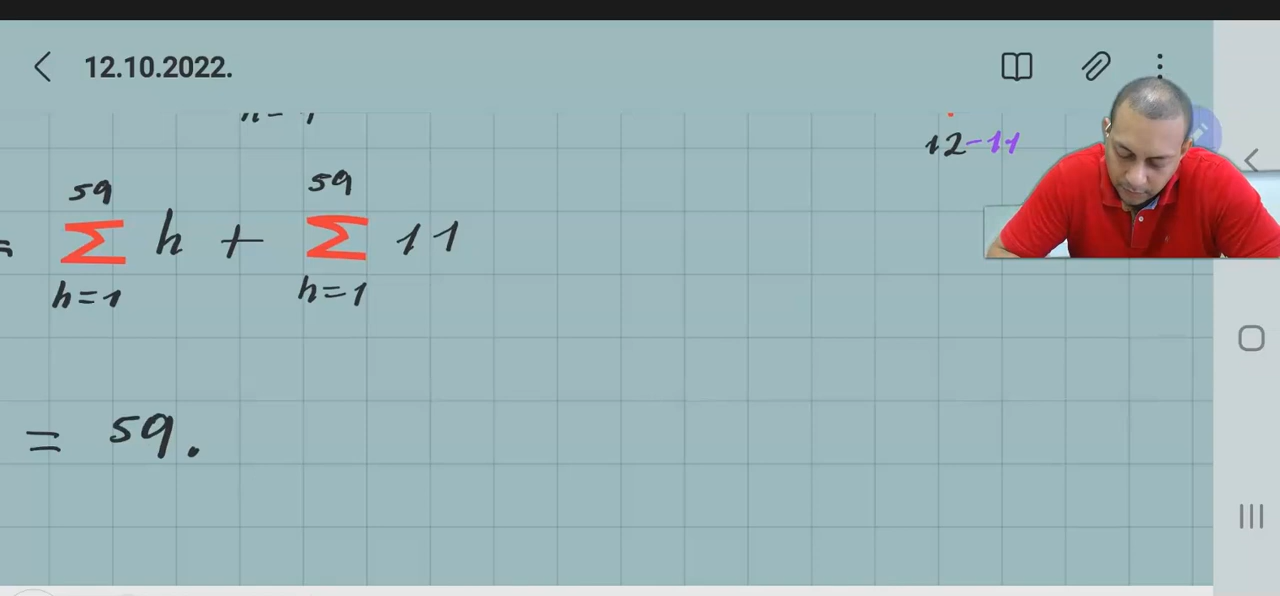 12.10.2022.
12-11
59 59
= Σ h + Σ 11
h=1 h=1
= 59.